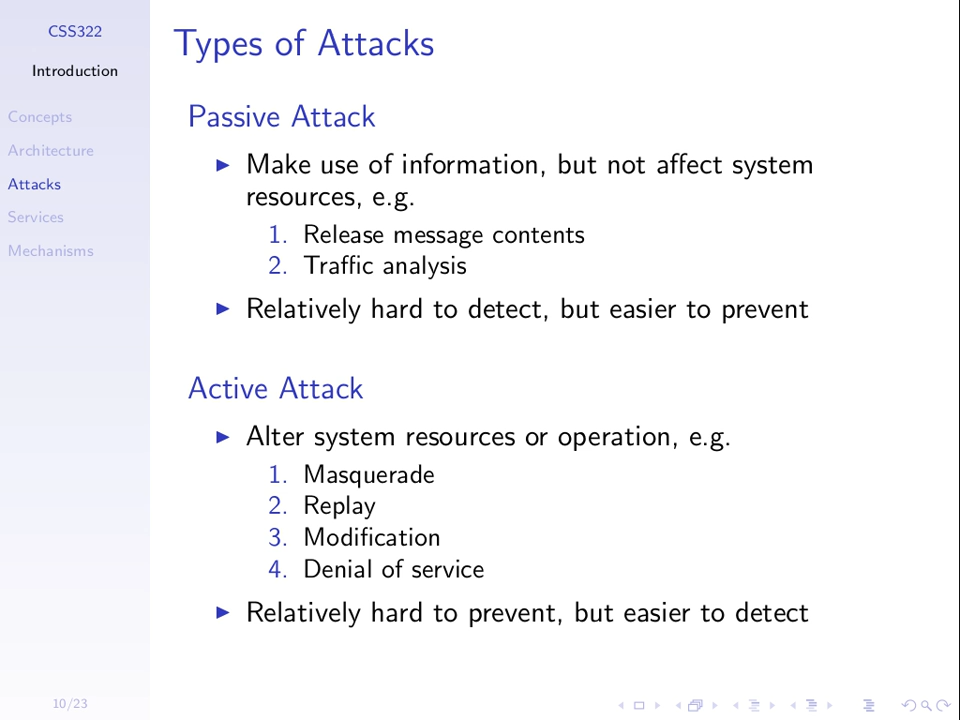 CSS322
Introduction
Concepts
Architecture
Attacks
Services
Mechanisms
10/23
Types of Attacks
Passive Attack
Make use of information, but not affect system
resources, e.g.
1. Release message contents
2. Traffic analysis
Relatively hard to detect, but easier to prevent
Active Attack
Alter system resources or operation, e.g.
1. Masquerade
2. Replay
3. Modification
4. Denial of service
Relatively hard to prevent, but easier to detect